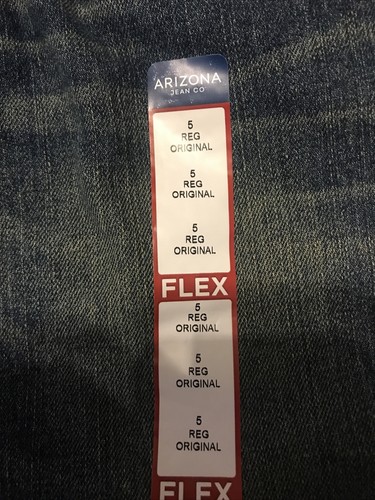 ARIZONA
JEAN CO
5
REG
ORIGINAL
5
REG
ORIGINAL
5
REG
ORIGINAL
FLEX
5
REG
ORIGINAL
5
REG
ORIGINAL
5
REG
ORIGINAL
FLEX